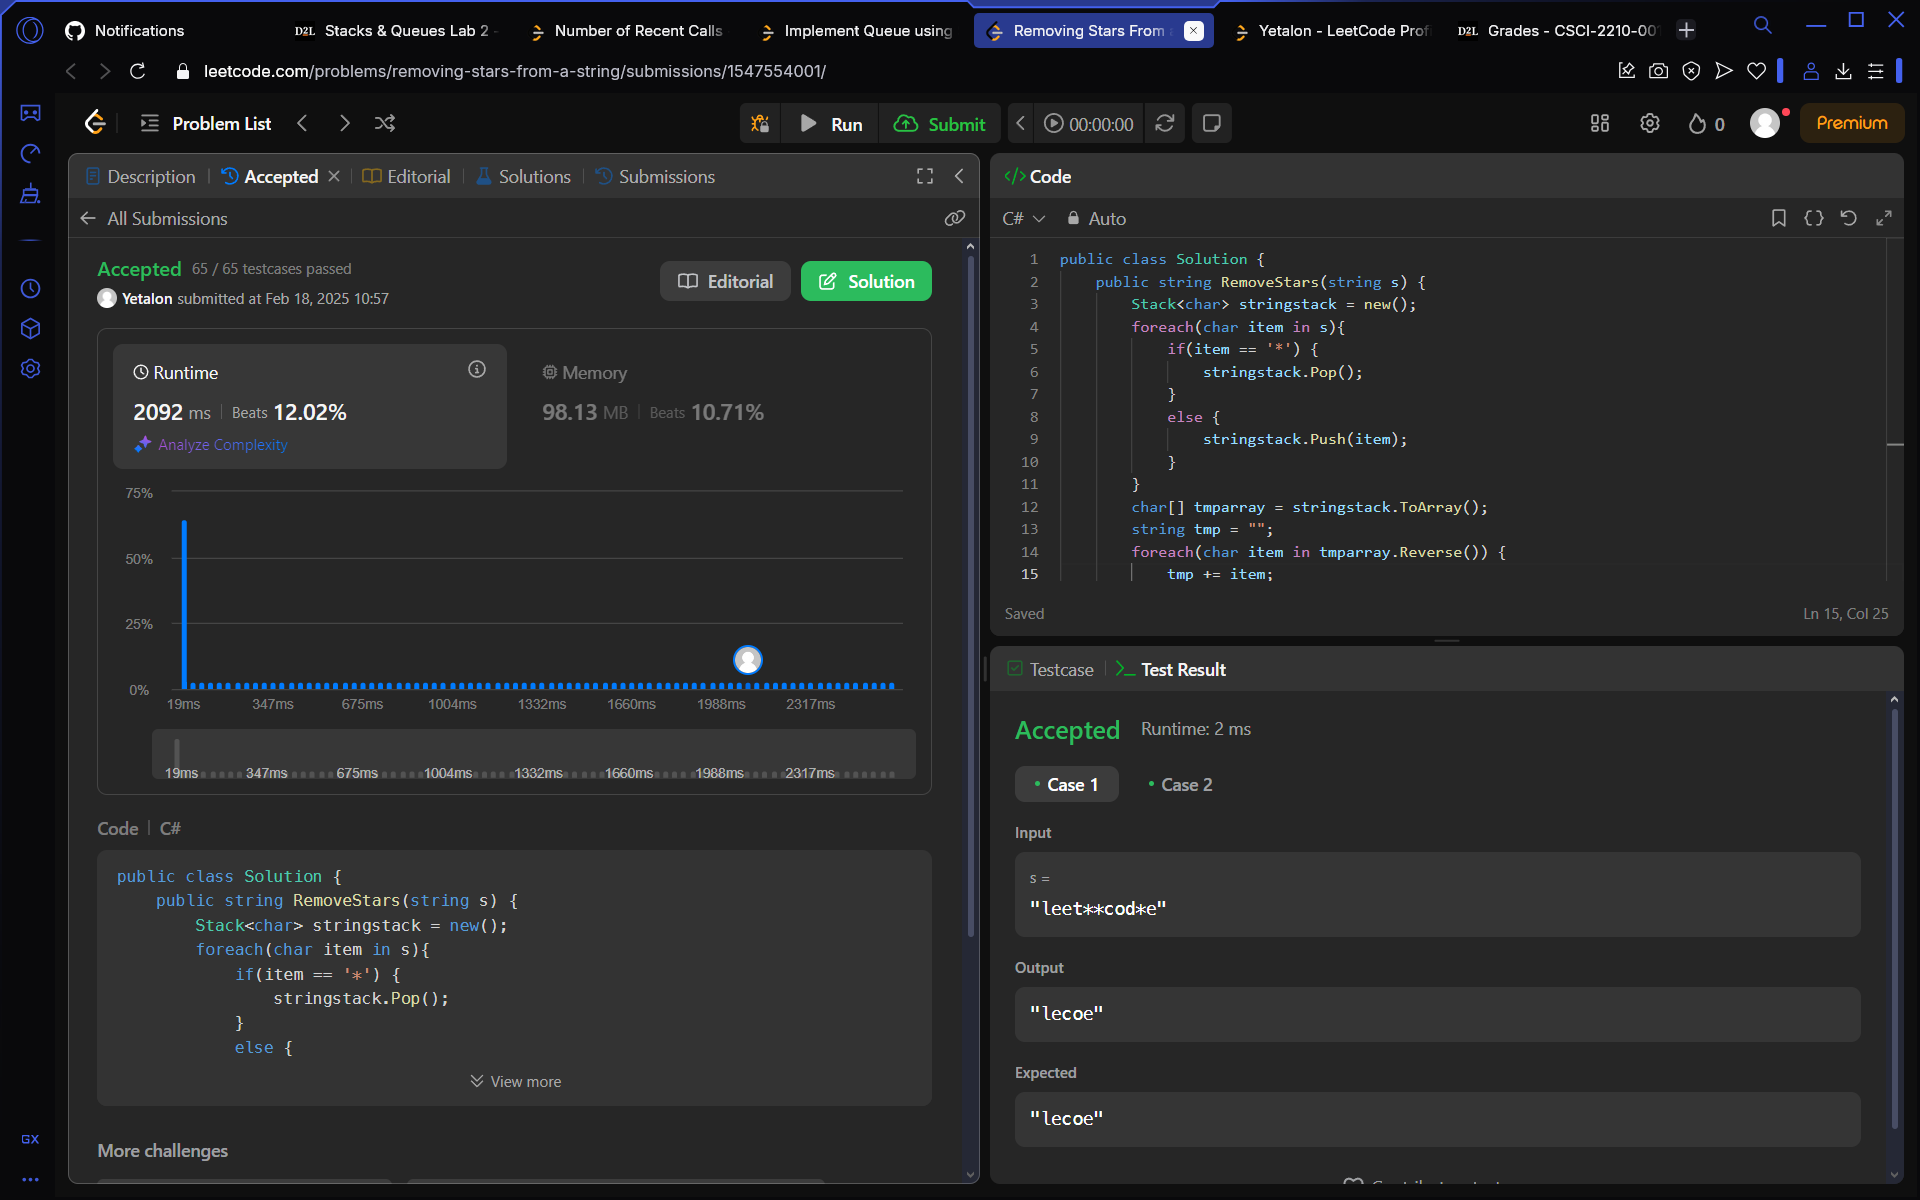 Notifications
D2L Stacks & Queues Lab 2 -
Number of Recent Calls
Implement Queue using
Removing Stars From
Yetalon - LeetCode Prof
D2L Grades - CSCI-2210-00
leetcode.com/problems/removing-stars-from-a-string/submissions/1547554001/
Problem List
Run
Submit
00:00:00
0
Premium
Description
Accepted
Editorial
Solutions
Submissions
All Submissions
Accepted 65 / 65 testcases passed
Yetalon submitted at Feb 18, 2025 10:57
Editorial
Solution
Runtime
2092 ms Beats 12.02%
Analyze Complexity
Memory
98.13 MB Beats 10.71%
75%
50%
25%
0%
19ms 347ms 675ms 1004ms 1332ms 1660ms 1988ms 2317ms
19ms 347ms 675ms 1004ms 1332ms 1660ms 1988ms 2317ms
Code | C#
public class Solution {
public string RemoveStars(string s) {
Stack<char> stringstack = new();
foreach(char item in s){
if(item == '*') {
stringstack.Pop();
}
else {
View more
More challenges
GX
</> Code
C#
Auto
1 public class Solution {
2 public string RemoveStars(string s) {
3 Stack<char> stringstack = new();
4 foreach(char item in s){
5 if(item == '*') {
6 stringstack.Pop();
7 }
8 else {
9 stringstack.Push(item);
10 }
11 }
12 char[] tmparray = stringstack.ToArray();
13 string tmp = "";
14 foreach(char item in tmparray.Reverse()) {
15 tmp += item;
Saved
Ln 15, Col 25
Testcase
Test Result
Accepted Runtime: 2 ms
Case 1
Case 2
Input
s =
"leet**cod*e"
Output
"lecoe"
Expected
"lecoe"